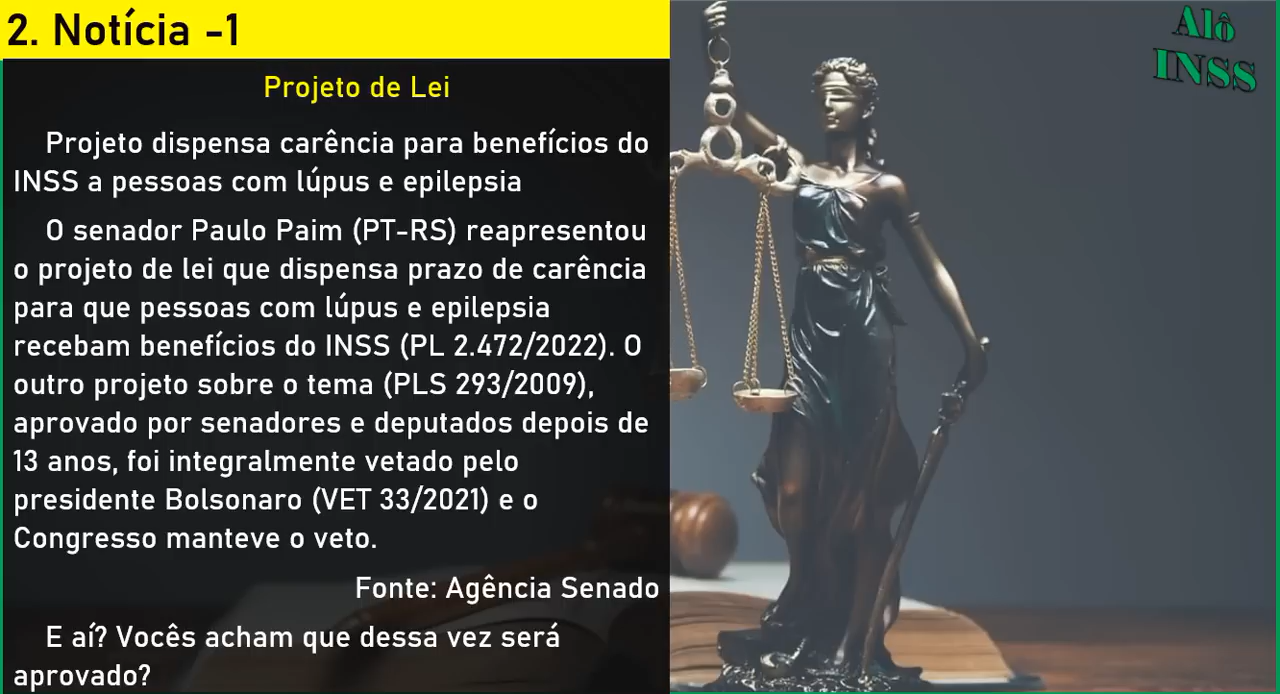 2. Notícia -1
Alô
INSS
Projeto de Lei
Projeto dispensa carência para benefícios do
INSS a pessoas com lúpus e epilepsia
O senador Paulo Paim (PT-RS) reapresentou
o projeto de lei que dispensa prazo de carência
para que pessoas com lúpus e epilepsia
recebam benefícios do INSS (PL 2.472/2022). O
outro projeto sobre o tema (PLS 293/2009),
aprovado por senadores e deputados depois de
13 anos, foi integralmente vetado pelo
presidente Bolsonaro (VET 33/2021) e o
Congresso manteve o veto.
Fonte: Agência Senado
E aí? Vocês acham que dessa vez será
aprovado?